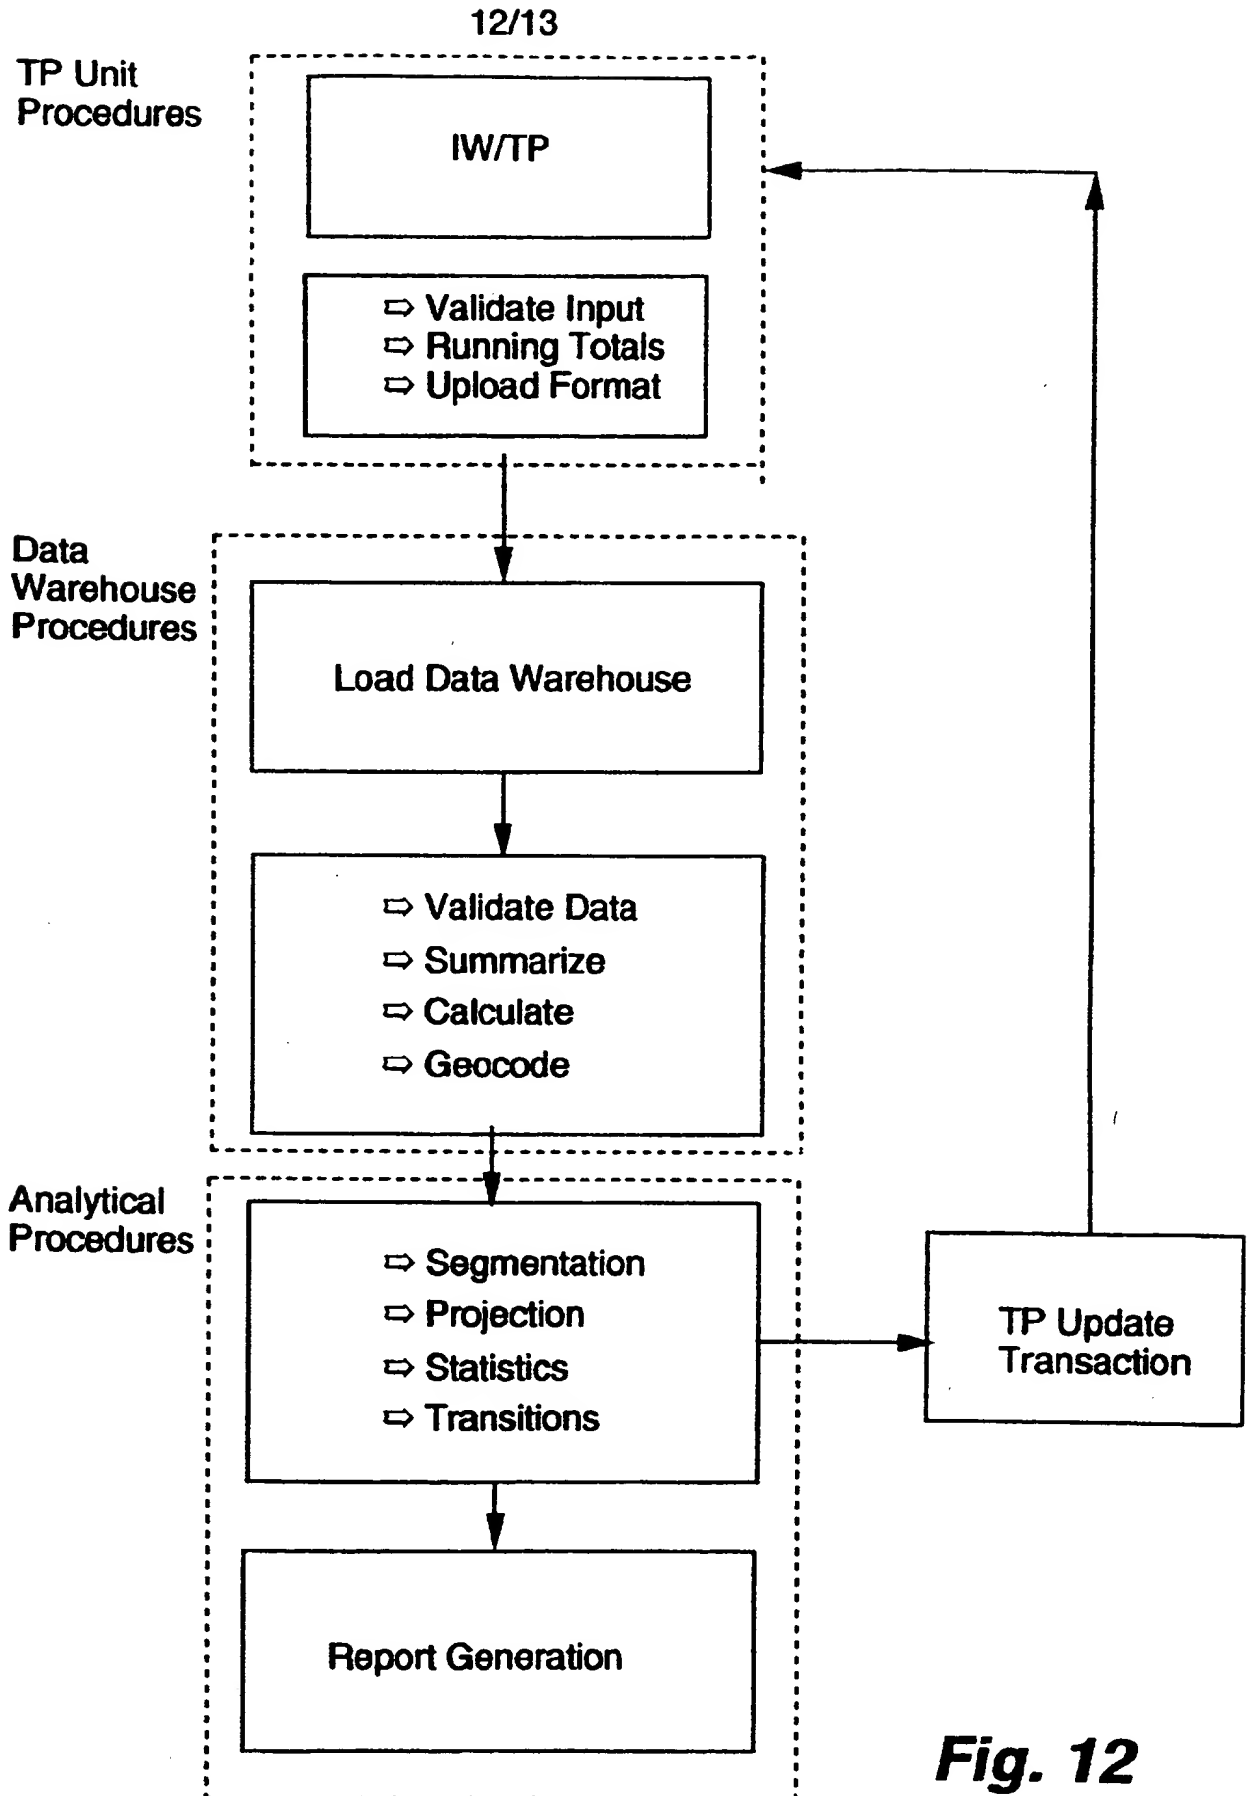 12/13
TP Unit
Procedures
IW/TP
⇨ Validate Input
⇨ Running Totals
⇨ Upload Format
Data
Warehouse
Procedures
Load Data Warehouse
⇨ Validate Data
⇨ Summarize
⇨ Calculate
⇨ Geocode
Analytical
Procedures
⇨ Segmentation
⇨ Projection
⇨ Statistics
⇨ Transitions
TP Update
Transaction
Report Generation
Fig. 12